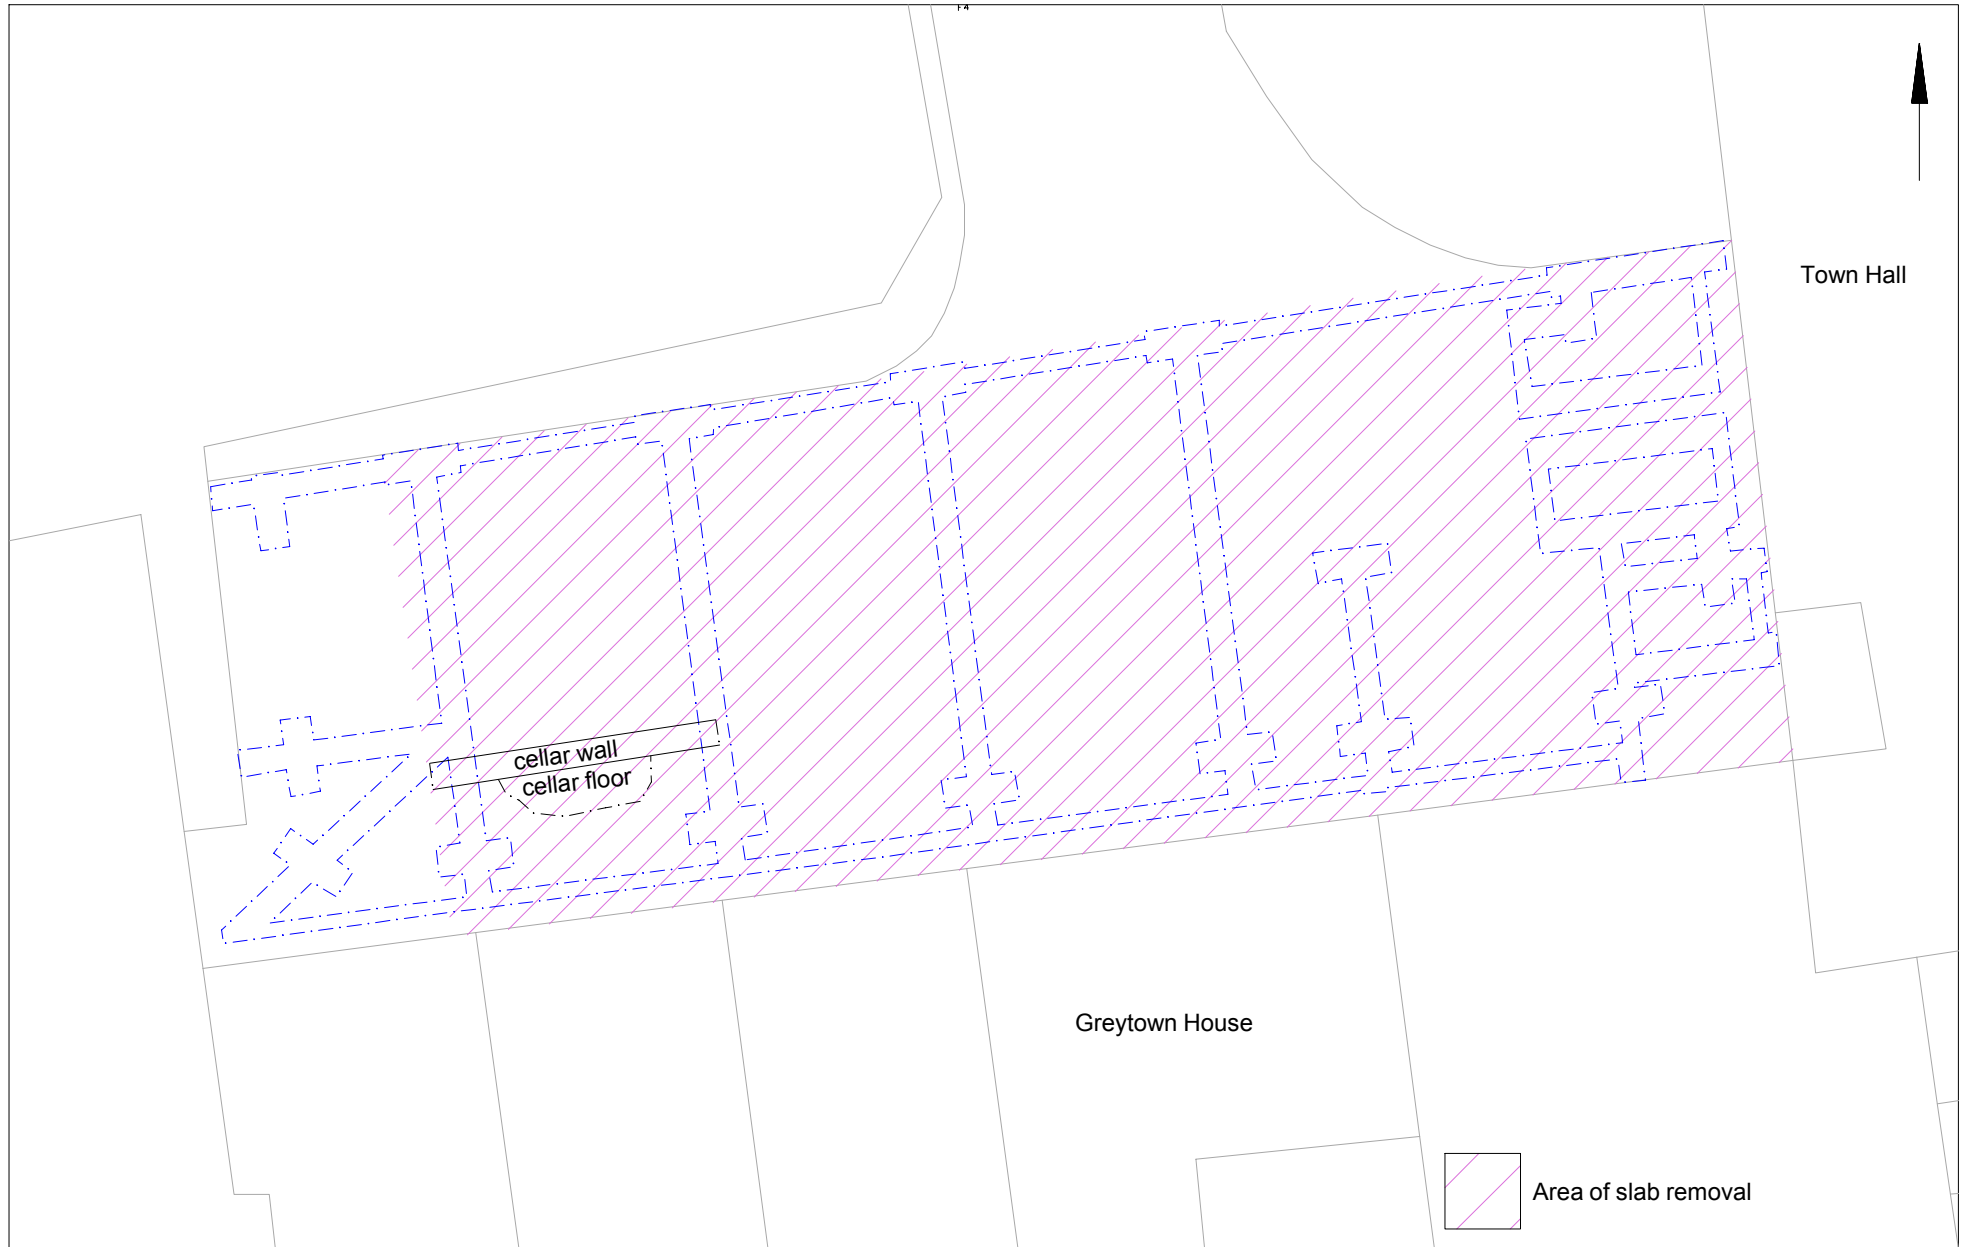 Town Hall
cellar wall
cellar floor
Greytown House
Area of slab removal